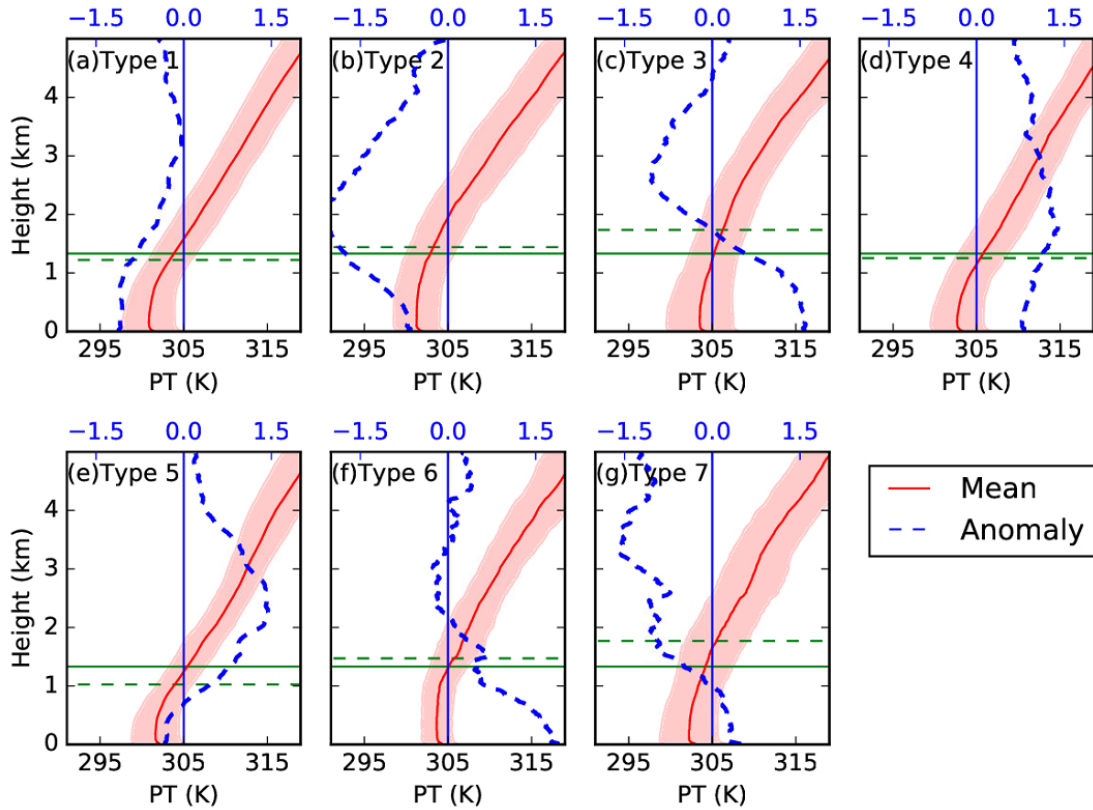 −1.5 0.0 1.5 −1.5 0.0 1.5 −1.5 0.0 1.5 −1.5 0.0 1.5
(a)Type 1 (b)Type 2 (c)Type 3 (d)Type 4
4
3
2
1
0
Height (km)
295 305 315 295 305 315 295 305 315 295 305 315
PT (K) PT (K) PT (K) PT (K)
−1.5 0.0 1.5 −1.5 0.0 1.5 −1.5 0.0 1.5
(e)Type 5 (f)Type 6 (g)Type 7
4
3
2
1
0
Height (km)
Mean
Anomaly
295 305 315 295 305 315 295 305 315
PT (K) PT (K) PT (K)